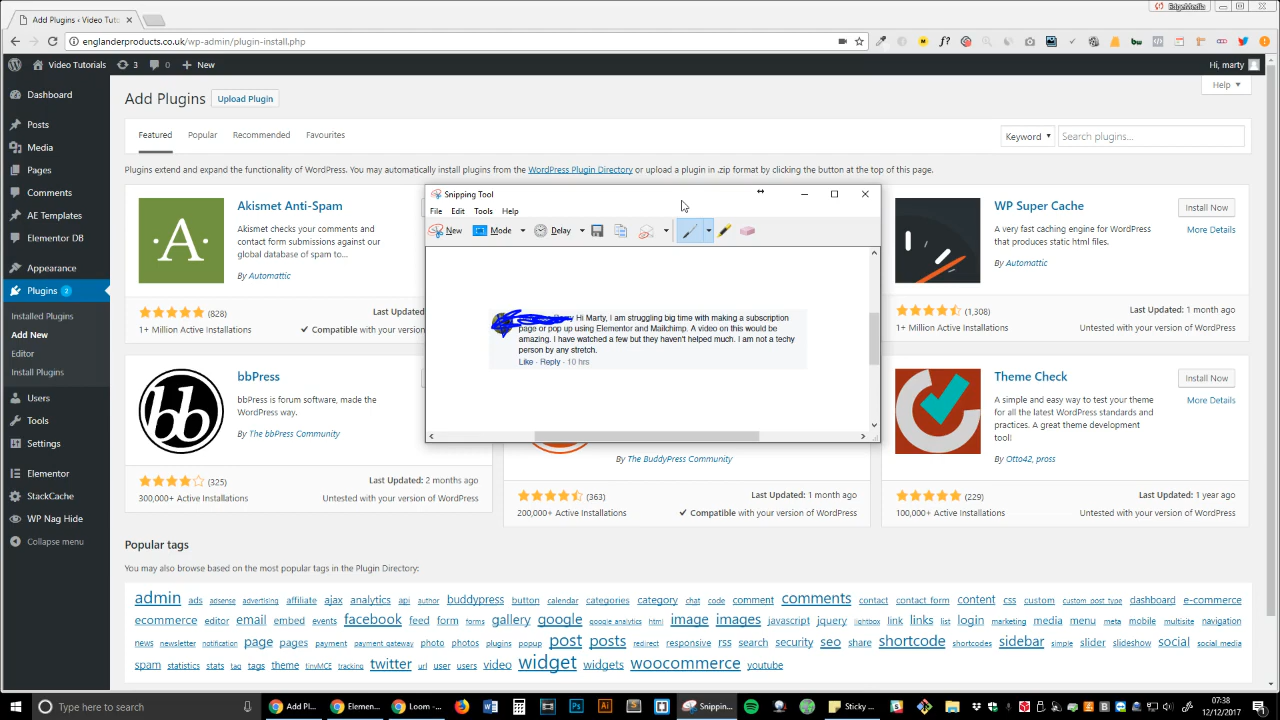 Add Plugins ‹ Video Tuto
EdgeMedia
englanderproducts.co.uk/wp-admin/plugin-install.php
Video Tutorials
3
0
New
Hi, marty
Dashboard
Posts
Media
Pages
Comments
AE Templates
Elementor DB
Appearance
Plugins 2
Installed Plugins
Add New
Editor
Install Plugins
Users
Tools
Settings
Elementor
StackCache
WP Nag Hide
Collapse menu
Help
Add Plugins
Upload Plugin
Featured
Popular
Recommended
Favourites
Keyword
Search plugins...
Plugins extend and expand the functionality of WordPress. You may automatically install plugins from the WordPress Plugin Directory or upload a plugin in .zip format by clicking the button at the top of this page.
A
Akismet Anti-Spam
Akismet checks your comments and
contact form submissions against our
global database of spam to...
By Automattic
(828)
1+ Million Active Installations
Last Updated:
Compatible with your
WP Super Cache
Install Now
More Details
A very fast caching engine for WordPress
that produces static html files.
By Automattic
(1,308)
Last Updated: 1 month ago
1+ Million Active Installations
Untested with your version of WordPress
bb
bbPress
bbPress is forum software, made the
WordPress way.
By The bbPress Community
(325)
Last Updated: 2 months ago
300,000+ Active Installations
Untested with your version of WordPress
By The BuddyPress Community
(363)
Last Updated: 1 month ago
200,000+ Active Installations
Compatible with your version of WordPress
Theme Check
Install Now
More Details
A simple and easy way to test your theme
for all the latest WordPress standards and
practices. A great theme development
tool!
By Otto42, pross
(229)
Last Updated: 1 year ago
100,000+ Active Installations
Untested with your version of WordPress
Snipping Tool
File Edit Tools Help
New
Mode
Delay
Hi Marty, I am struggling big time with making a subscription
page or pop up using Elementor and Mailchimp. A video on this would be
amazing. I have watched a few but they haven't helped much. I am not a techy
person by any stretch.
Like · Reply · 10 hrs
Popular tags
You may also browse based on the most popular tags in the Plugin Directory:
admin ads adsense advertising affiliate ajax analytics api author buddypress button calendar categories category chat code comment comments contact contact form content css custom custom post type dashboard e-commerce
ecommerce editor email embed events facebook feed form forms gallery google google analytics html image images javascript jquery lightbox link links list login marketing media menu meta mobile multisite navigation
news newsletter notification page pages payment payment gateway photo photos plugins popup post posts redirect responsive rss search security seo share shortcode shortcodes sidebar simple slider slideshow social social media
spam statistics stats tag tags theme tinyMCE tracking twitter url user users video widget widgets woocommerce youtube
Type here to search
Add Pl...
Elemen...
Loom -...
Snippin...
Sticky ...
07:38
12/12/2017